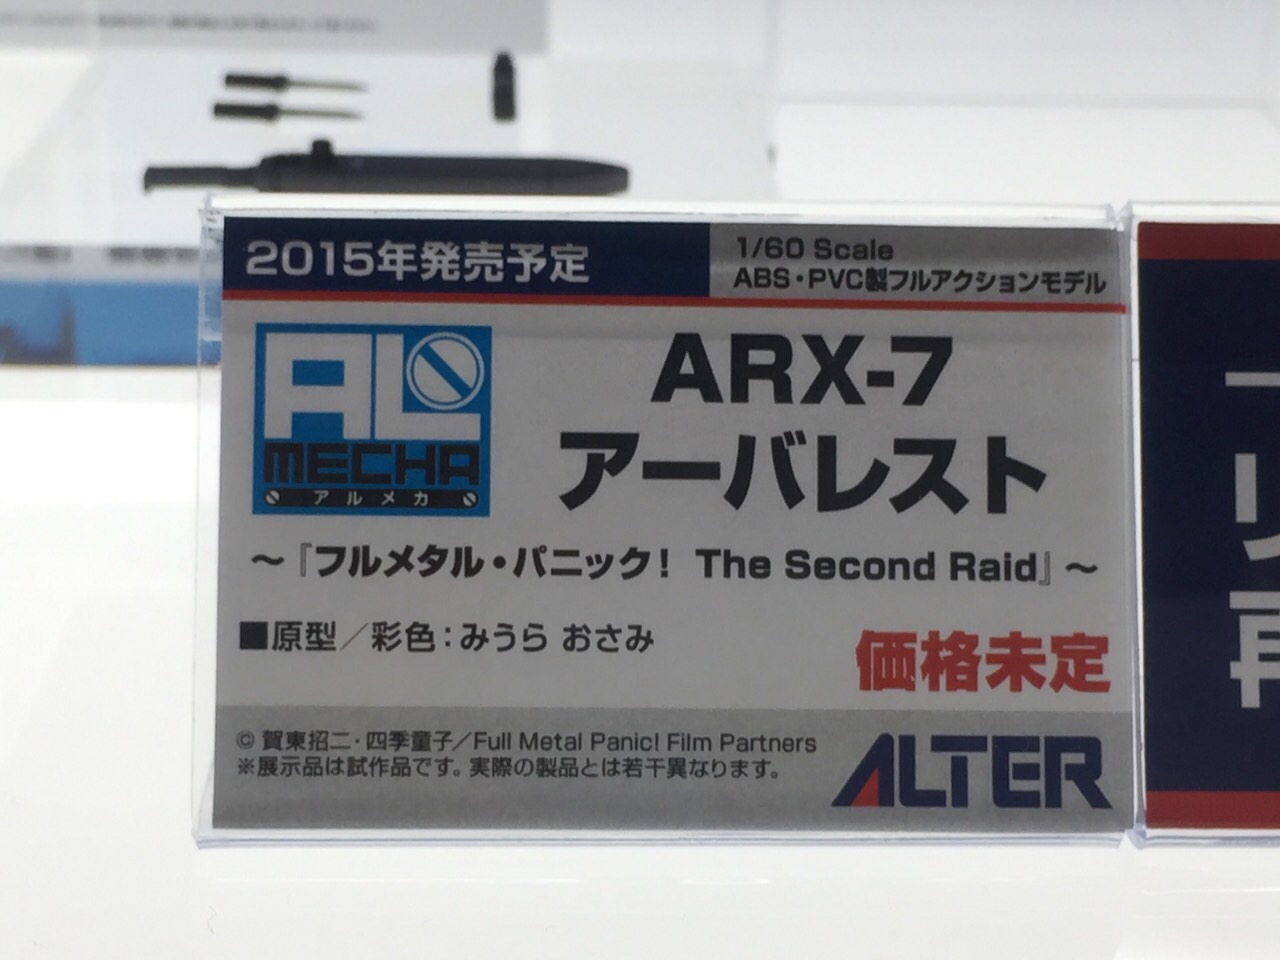 2015年発売予定
1/60 Scale
ABS・PVC製フルアクションモデル
AL
MECHA
アルメカ
ARX-7
アーバレスト
～『フルメタル・パニック! The Second Raid』～
■原型／彩色：みうら おさみ
価格未定
© 賀東招二・四季童子/Full Metal Panic! Film Partners
※展示品は試作品です。実際の製品とは若干異なります。
ALTER
再